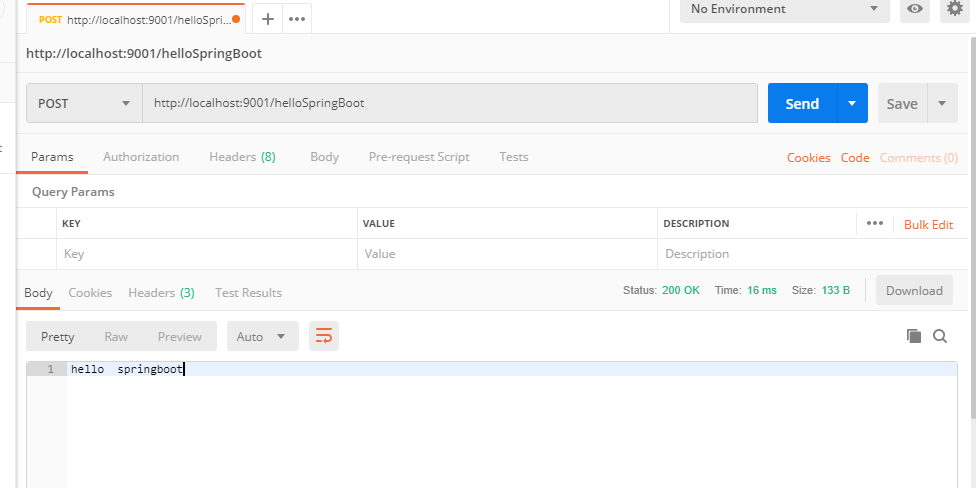 POST http://localhost:9001/helloSpri... + ••• No Environment
http://localhost:9001/helloSpringBoot
POST http://localhost:9001/helloSpringBoot Send Save
Params Authorization Headers (8) Body Pre-request Script Tests Cookies Code Comments (0)
Query Params
KEY VALUE DESCRIPTION ••• Bulk Edit
Key Value Description
Body Cookies Headers (3) Test Results Status: 200 OK Time: 16 ms Size: 133 B Download
Pretty Raw Preview Auto
1 hello  springboot